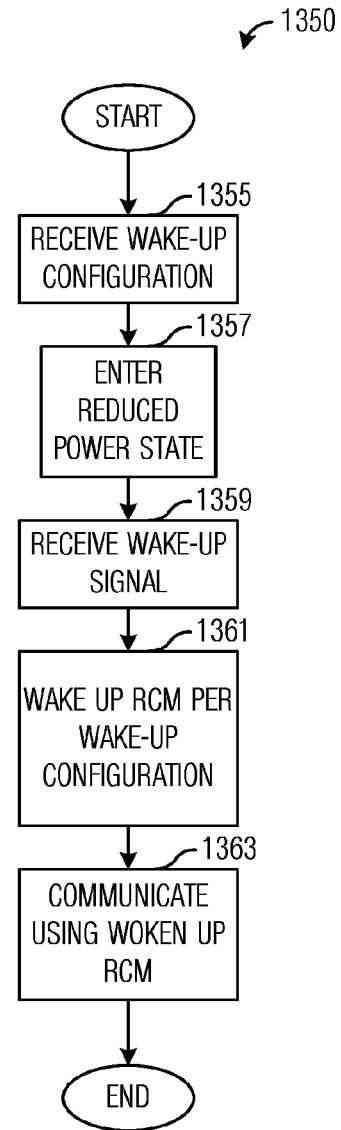 1350
START
1355
RECEIVE WAKE-UP
CONFIGURATION
1357
ENTER
REDUCED
POWER STATE
1359
RECEIVE WAKE-UP
SIGNAL
1361
WAKE UP RCM PER
WAKE-UP
CONFIGURATION
1363
COMMUNICATE
USING WOKEN UP
RCM
END